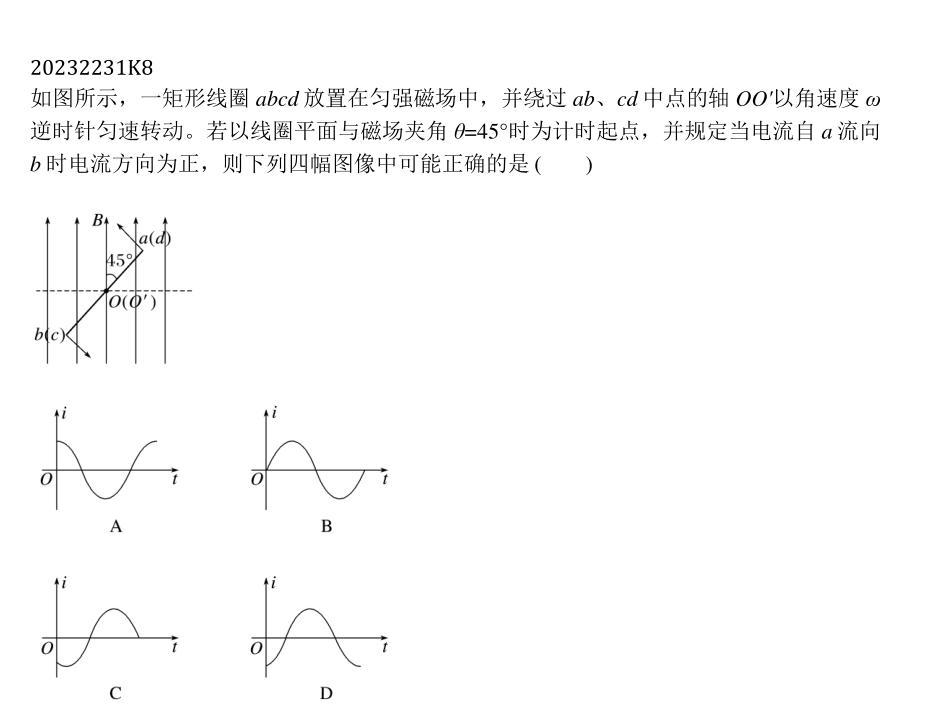 20232231K8
如图所示，一矩形线圈 abcd 放置在匀强磁场中，并绕过 ab、cd 中点的轴 OO′以角速度 ω
逆时针匀速转动。若以线圈平面与磁场夹角 θ=45°时为计时起点，并规定当电流自 a 流向
b 时电流方向为正，则下列四幅图像中可能正确的是 (　　)
B
a(d)
45°
O(O′)
b(c)
i
i
O
t
O
t
A
B
i
i
O
t
O
t
C
D